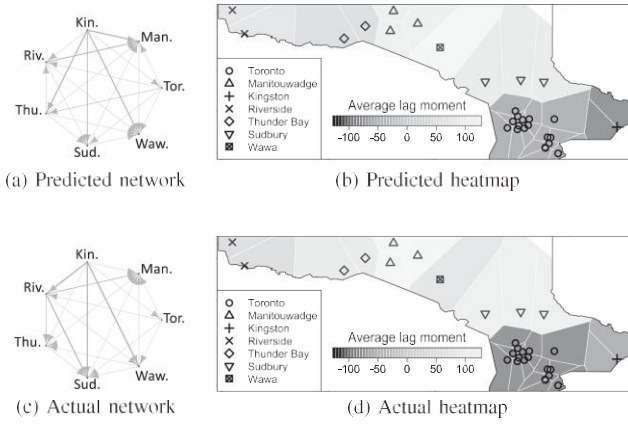 Kin.
Man.
Riv.
Tor.
Thu.
Sud.
Waw.
(a) Predicted network
Toronto
Manitouwadge
Kingston
Riverside
Thunder Bay
Sudbury
Wawa
Average lag moment
-100 -50 0 50 100
(b) Predicted heatmap
Kin.
Man.
Riv.
Tor.
Thu.
Sud.
Waw.
(c) Actual network
Toronto
Manitouwadge
Kingston
Riverside
Thunder Bay
Sudbury
Wawa
Average lag moment
-100 -50 0 50 100
(d) Actual heatmap